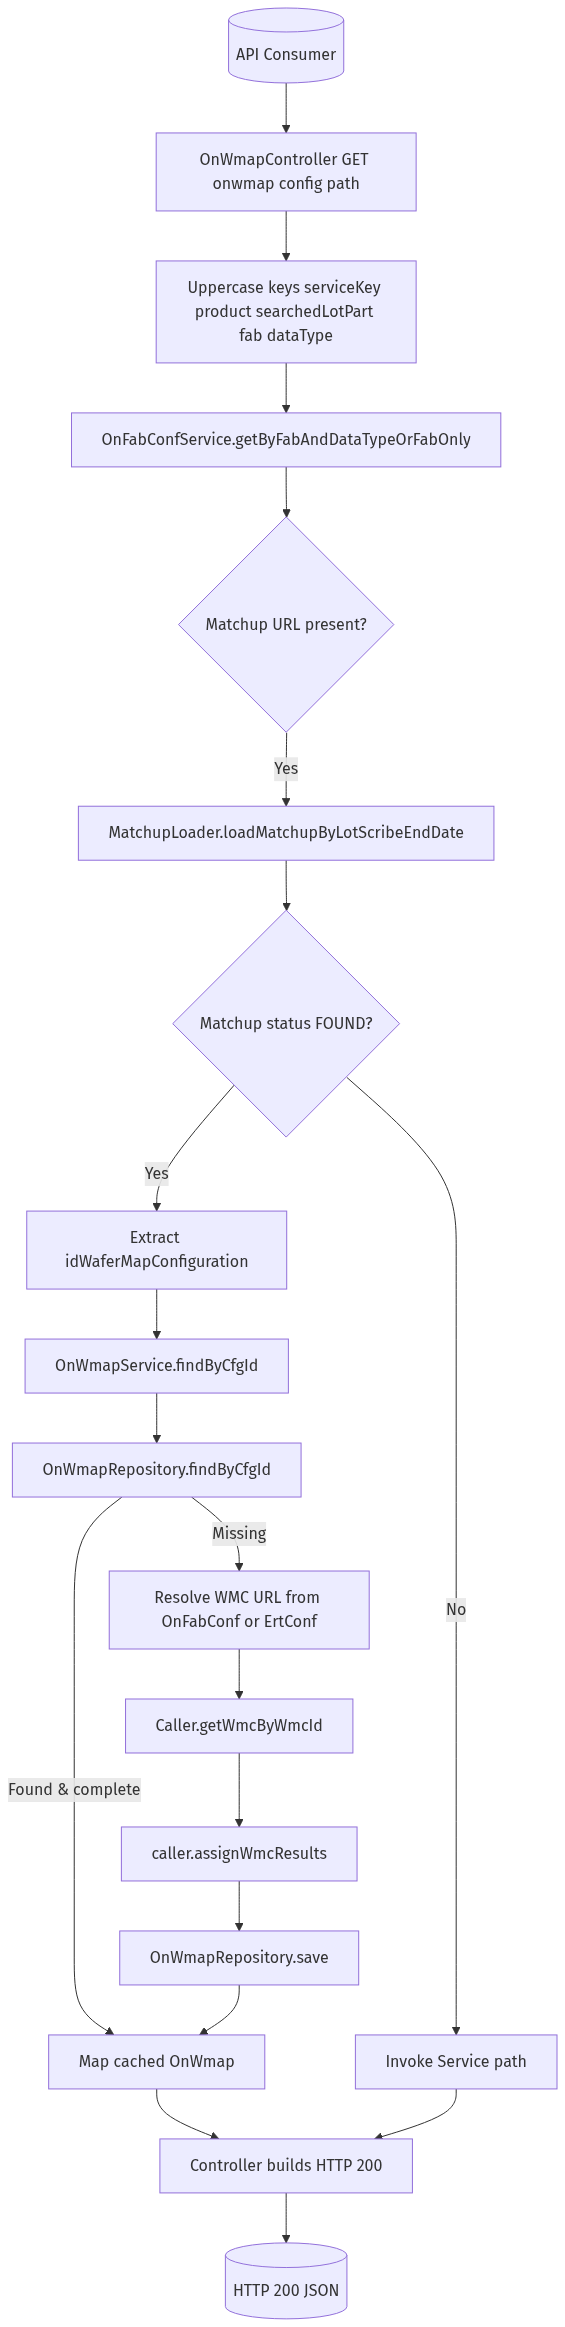 API Consumer
OnWmapController GET
onwmap config path
Uppercase keys serviceKey
product searchedLotPart
fab dataType
OnFabConfService.getByFabAndDataTypeOrFabOnly
Matchup URL present?
Yes
MatchupLoader.loadMatchupByLotScribeEndDate
Matchup status FOUND?
Yes
Extract
idWaferMapConfiguration
OnWmapService.findByCfgId
OnWmapRepository.findByCfgId
Missing
Resolve WMC URL from
OnFabConf or ErtConf
No
Caller.getWmcByWmcId
Found & complete
caller.assignWmcResults
OnWmapRepository.save
Map cached OnWmap
Invoke Service path
Controller builds HTTP 200
HTTP 200 JSON